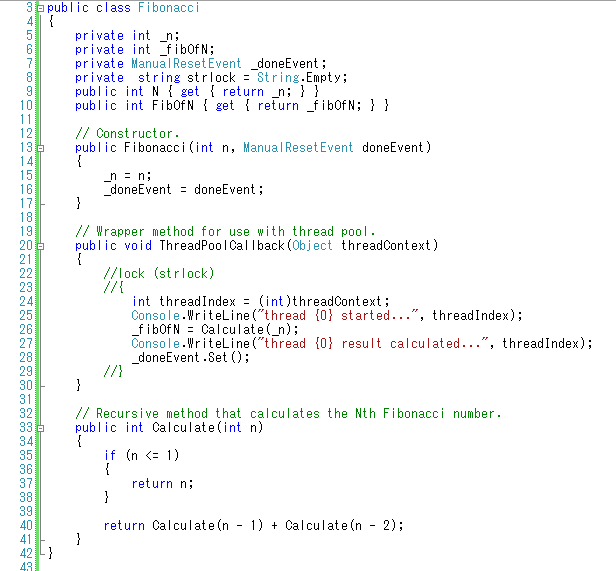 3 public class Fibonacci
4 {
5     private int _n;
6     private int _fibOfN;
7     private ManualResetEvent _doneEvent;
8     private  string strlock = String.Empty;
9     public int N { get { return _n; } }
10     public int FibOfN { get { return _fibOfN; } }
11
12     // Constructor.
13     public Fibonacci(int n, ManualResetEvent doneEvent)
14     {
15         _n = n;
16         _doneEvent = doneEvent;
17     }
18
19     // Wrapper method for use with thread pool.
20     public void ThreadPoolCallback(Object threadContext)
21     {
22         //lock (strlock)
23         //{
24             int threadIndex = (int)threadContext;
25             Console.WriteLine("thread {0} started...", threadIndex);
26             _fibOfN = Calculate(_n);
27             Console.WriteLine("thread {0} result calculated...", threadIndex);
28             _doneEvent.Set();
29         //}
30     }
31
32     // Recursive method that calculates the Nth Fibonacci number.
33     public int Calculate(int n)
34     {
35         if (n <= 1)
36         {
37             return n;
38         }
39
40         return Calculate(n - 1) + Calculate(n - 2);
41     }
42 }
43